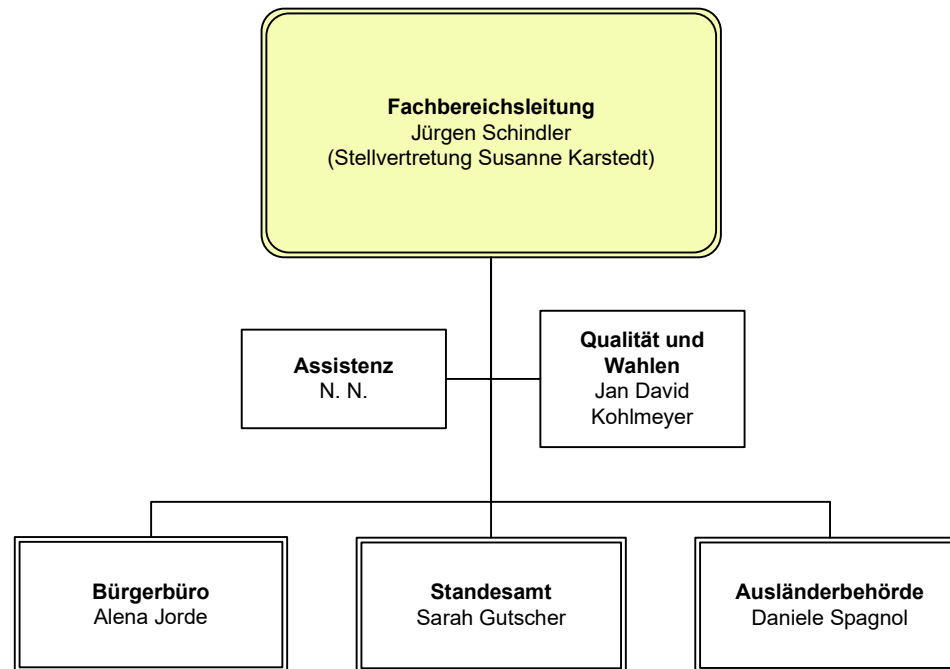 Fachbereichsleitung
Jürgen Schindler
(Stellvertretung Susanne Karstedt)
Assistenz
N. N.
Qualität und
Wahlen
Jan David
Kohlmeyer
Bürgerbüro
Alena Jorde
Standesamt
Sarah Gutscher
Ausländerbehörde
Daniele Spagnol